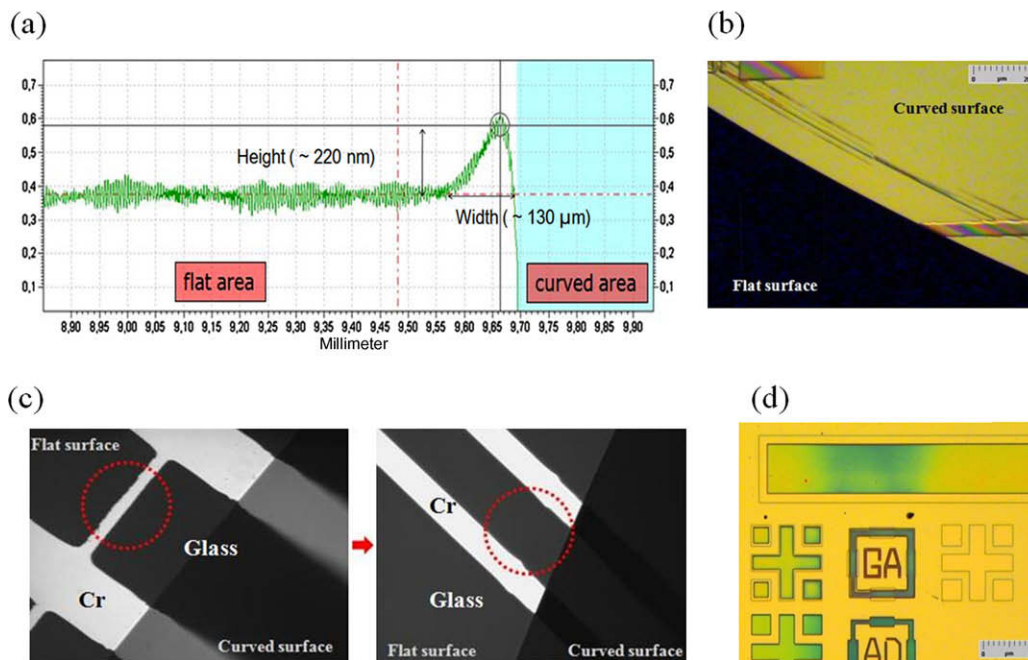 (a)
0,7
0,6
0,5
0,4
0,3
0,2
0,1
0,7
0,6
0,5
0,4
0,3
0,2
0,1
Height ( ~ 220 nm)
Width ( ~ 130 µm)
flat area
curved area
8,90 8,95 9,00 9,05 9,10 9,15 9,20 9,25 9,30 9,35 9,40 9,45 9,50 9,55 9,60 9,65 9,70 9,75 9,80 9,85 9,90
Millimeter
(b)
0 µm
Curved surface
Flat surface
(c)
Flat surface
Cr
Glass
Curved surface
Cr
Glass
Flat surface
Curved surface
(d)
GA
AD
0 µm